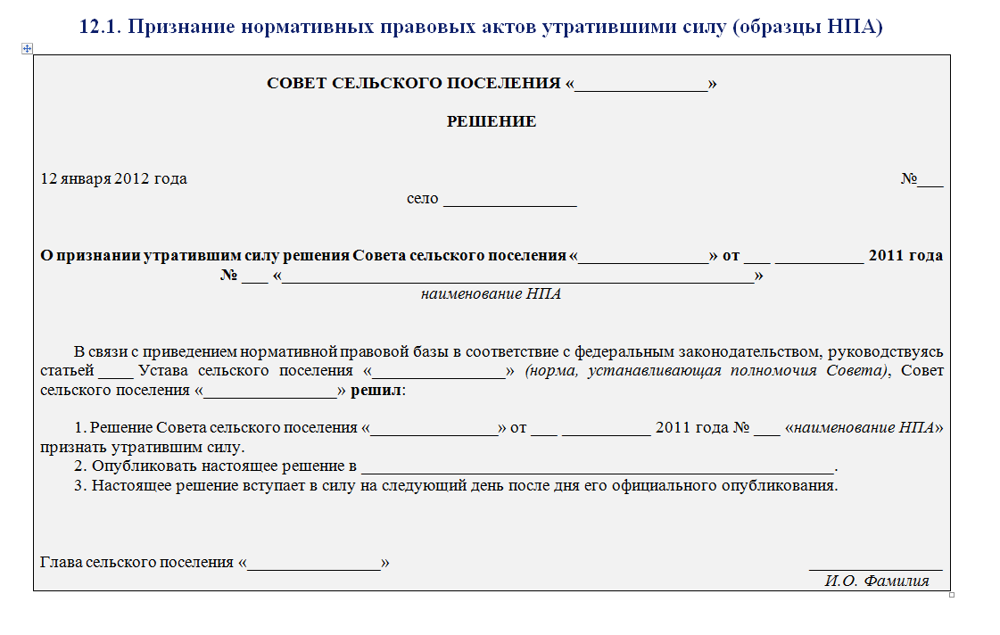 12.1. Признание нормативных правовых актов утратившими силу (образцы НПА)
СОВЕТ СЕЛЬСКОГО ПОСЕЛЕНИЯ «________________»
РЕШЕНИЕ
12 января 2012 года №___
село ________________
О признании утратившим силу решения Совета сельского поселения «________________» от ___ __________ 2011 года
№ ___ «_____________________________________________________»
наименование НПА
В связи с приведением нормативной правовой базы в соответствие с федеральным законодательством, руководствуясь
статьей ____ Устава сельского поселения «________________» (норма, устанавливающая полномочия Совета), Совет
сельского поселения «________________» решил:
1. Решение Совета сельского поселения «________________» от ___ __________ 2011 года № ___ «наименование НПА»
признать утратившим силу.
2. Опубликовать настоящее решение в _____________________________________________________.
3. Настоящее решение вступает в силу на следующий день после дня его официального опубликования.
Глава сельского поселения «________________» ________________
И.О. Фамилия